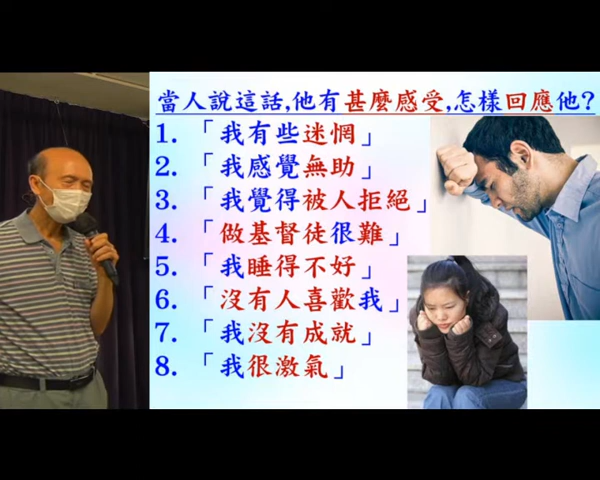 當人說這話,他有甚麼感受,怎樣回應他?
1. 「我有些迷惘」
2. 「我感覺無助」
3. 「我覺得被人拒絕」
4. 「做基督徒很難」
5. 「我睡得不好」
6. 「沒有人喜歡我」
7. 「我沒有成就」
8. 「我很激氣」